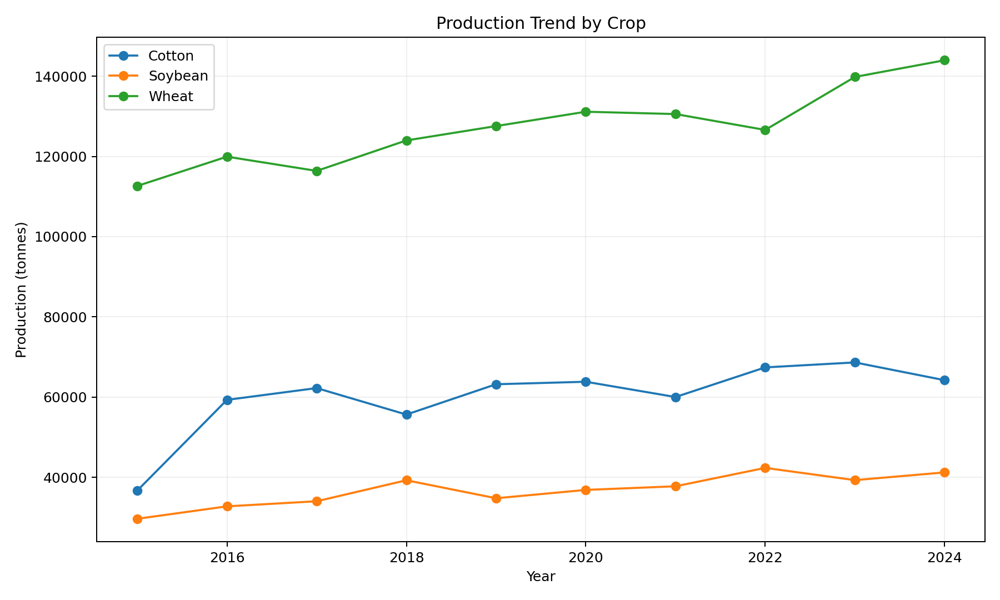 Production Trend by Crop
Cotton
Soybean
Wheat
140000
120000
100000
80000
60000
40000
Production (tonnes)
2016
2018
2020
2022
2024
Year